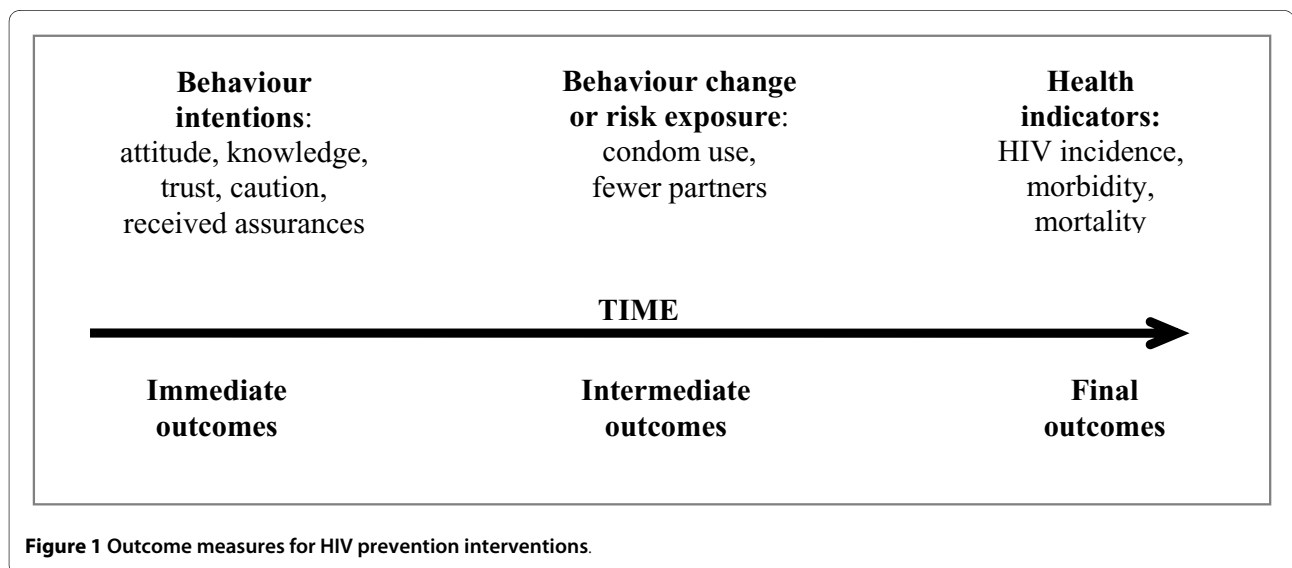 Behaviour
intentions:
attitude, knowledge,
trust, caution,
received assurances
Behaviour change
or risk exposure:
condom use,
fewer partners
Health
indicators:
HIV incidence,
morbidity,
mortality
TIME
Immediate
outcomes
Intermediate
outcomes
Final
outcomes
Figure 1 Outcome measures for HIV prevention interventions.